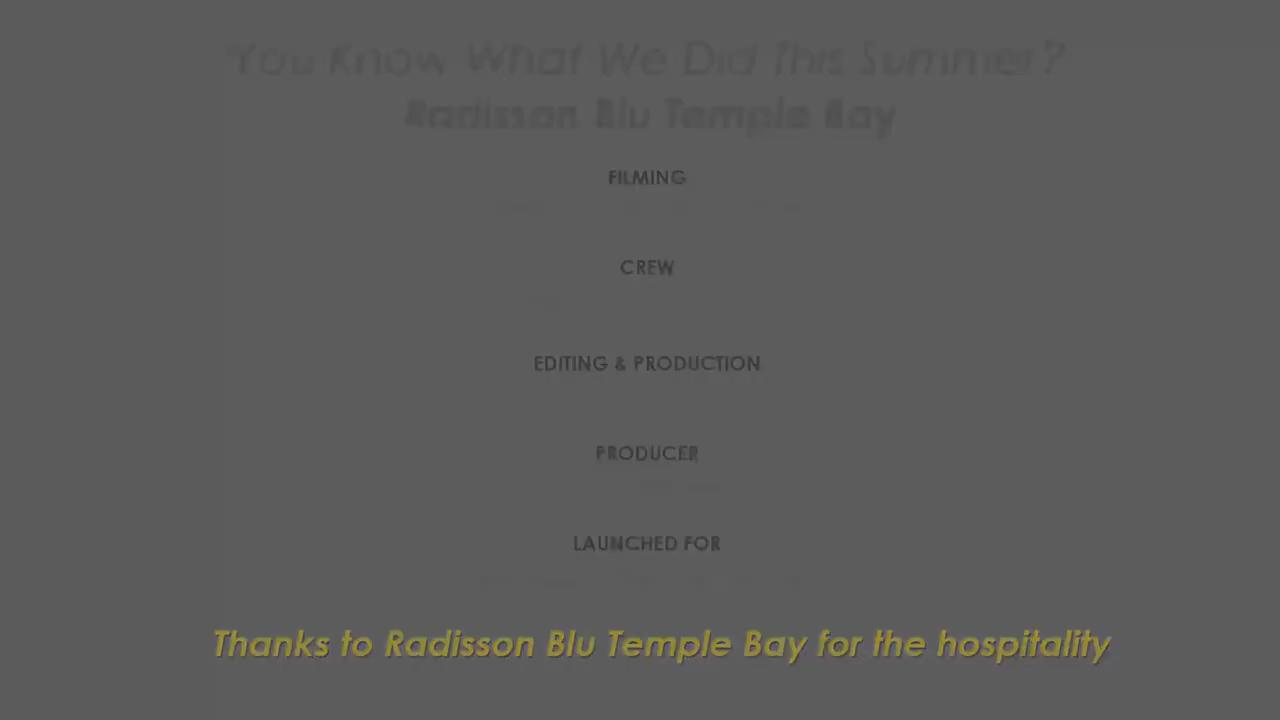 You Know What We Did This Summer?
Radisson Blu Temple Bay
FILMING
CREW
EDITING & PRODUCTION
PRODUCER
LAUNCHED FOR
Thanks to Radisson Blu Temple Bay for the hospitality